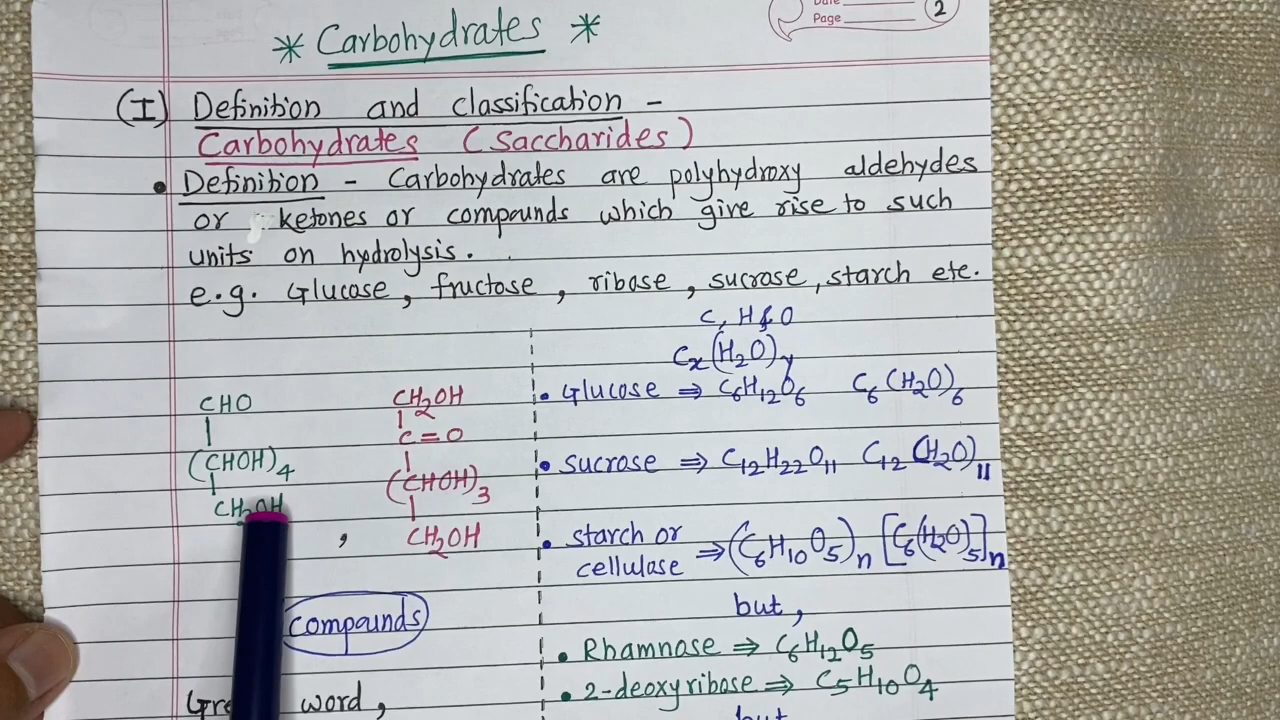 Date
Page
2
* Carbohydrates *
(I) Definition and classification -
Carbohydrates (Saccharides)
• Definition - Carbohydrates are polyhydroxy aldehydes
or ketones or compounds which give rise to such
units on hydrolysis.
e.g. Glucose, fructose, ribose, sucrose, starch etc.
CHO
|
(CHOH)4
|
CH2OH
,
CH2OH
|
C=O
|
(CHOH)3
|
CH2OH
compounds
word,
C, H & O
Cx(H2O)y
• Glucose ⇒ C6H12O6 C6(H2O)6
• sucrose ⇒ C12H22O11 C12(H2O)11
• starch or
cellulase ⇒ (C6H10O5)n [C6(H2O)5]n
but,
• Rhamnose ⇒ C6H12O5
• 2-deoxyribose ⇒ C5H10O4
but